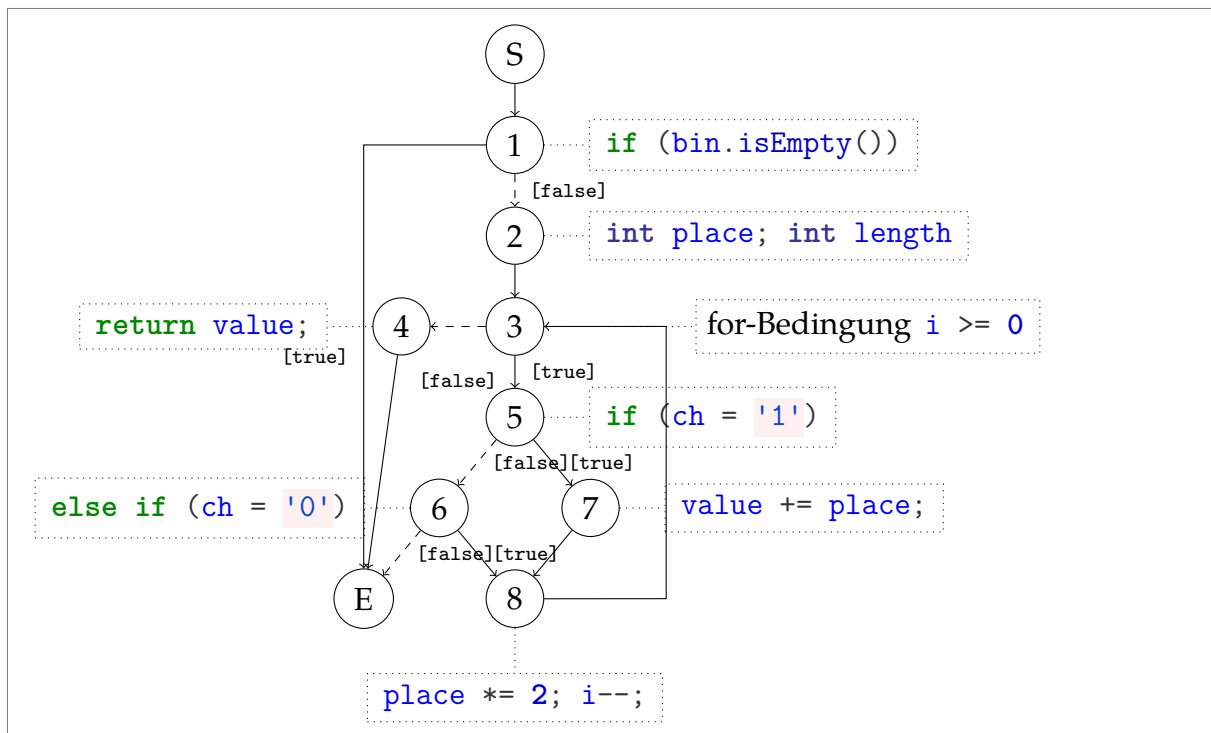 S
1
if (bin.isEmpty())
[false]
2
int place; int length
return value;
4
3
for-Bedingung i >= 0
[true]
[false]
[true]
5
if (ch = '1')
[false][true]
else if (ch = '0')
6
7
value += place;
[false][true]
E
8
place *= 2; i--;